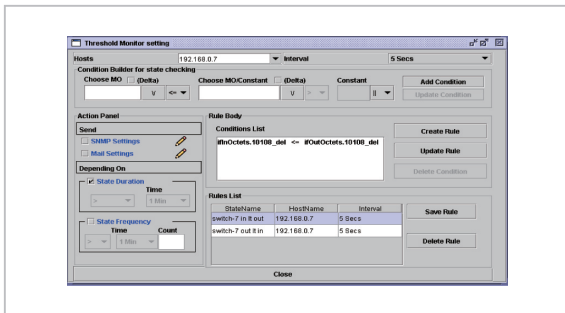 Threshold Monitor setting
Hosts 192.168.0.7 Interval 5 Secs
Condition Builder for state checking
Choose MO (Delta) Choose MO/Constant (Delta) Constant Add Condition
V <= V > || Update Condition
Action Panel Rule Body
Send Conditions List Create Rule
SNMP Settings ifInOctets.10108_del <= ifOutOctets.10108_del
Mail Settings Update Rule
Depending On Delete Condition
State Duration
Time Rules List
> 1 Min StateName HostName Interval Save Rule
switch-7 in lt out 192.168.0.7 5 Secs
State Frequency switch-7 out lt in 192.168.0.7 5 Secs
Time Count
> 1 Min Delete Rule
Close